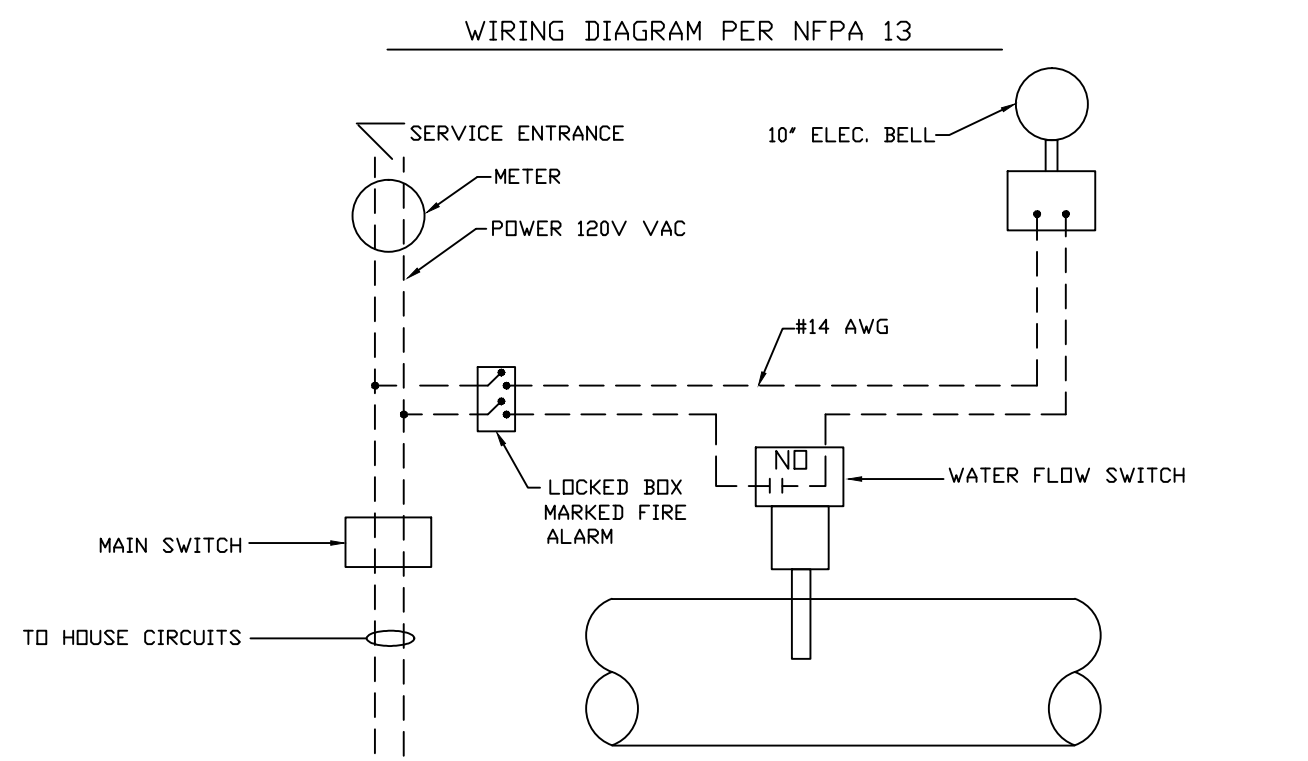 WIRING DIAGRAM PER NFPA 13
SERVICE ENTRANCE
10" ELEC. BELL
METER
POWER 120V VAC
#14 AWG
NO
WATER FLOW SWITCH
LOCKED BOX
MARKED FIRE
ALARM
MAIN SWITCH
TO HOUSE CIRCUITS